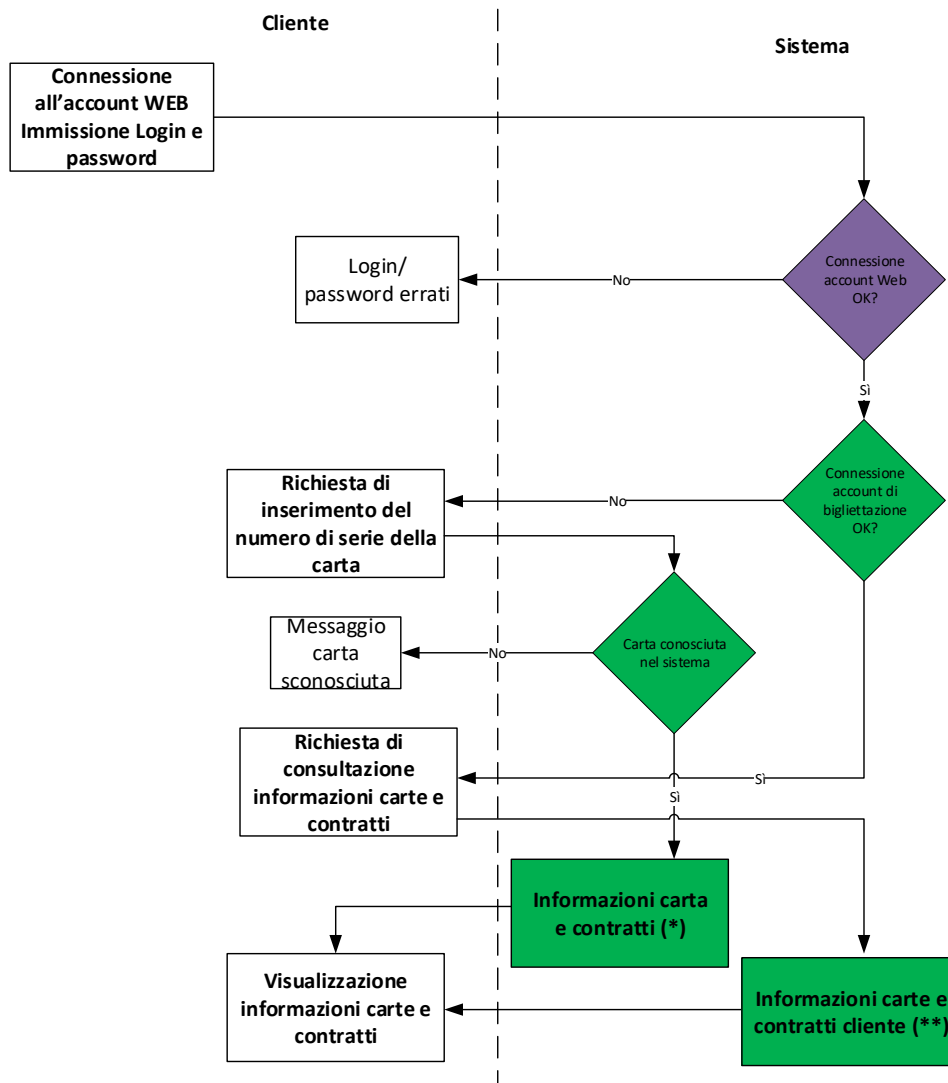 Cliente
Sistema
Connessione
all’account WEB
Immissione Login e
password
Connessione
account Web
OK?
No
Login/
password errati
Sì
Connessione
account di
bigliettazione
OK?
No
Richiesta di
inserimento del
numero di serie della
carta
Carta conosciuta
nel sistema
No
Messaggio
carta
sconosciuta
Sì
Richiesta di
consultazione
informazioni carte e
contratti
Sì
Informazioni carta
e contratti (*)
Visualizzazione
informazioni carte e
contratti
Informazioni carte e
contratti cliente (**)